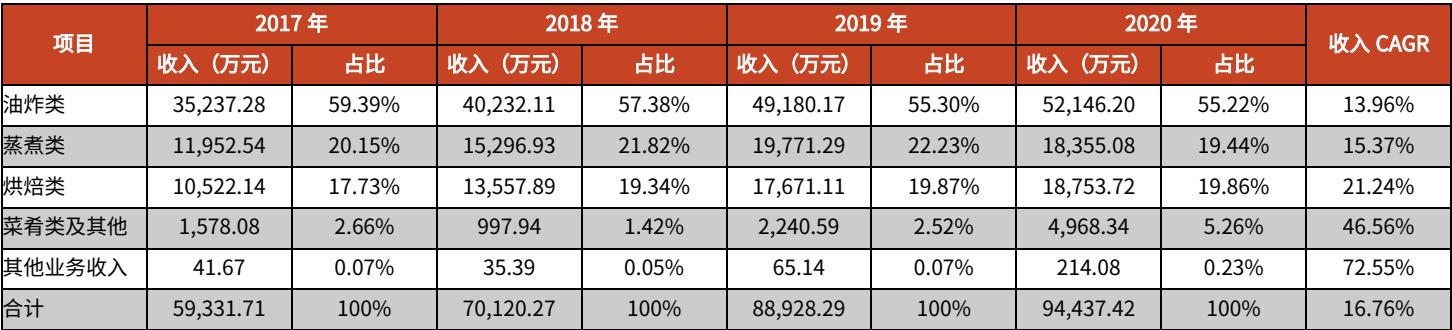 项目 2017 年 2018 年 2019 年 2020 年 收入 CAGR
收入（万元） 占比 收入（万元） 占比 收入（万元） 占比 收入（万元） 占比
油炸类 35,237.28 59.39% 40,232.11 57.38% 49,180.17 55.30% 52,146.20 55.22% 13.96%
蒸煮类 11,952.54 20.15% 15,296.93 21.82% 19,771.29 22.23% 18,355.08 19.44% 15.37%
烘焙类 10,522.14 17.73% 13,557.89 19.34% 17,671.11 19.87% 18,753.72 19.86% 21.24%
菜肴类及其他 1,578.08 2.66% 997.94 1.42% 2,240.59 2.52% 4,968.34 5.26% 46.56%
其他业务收入 41.67 0.07% 35.39 0.05% 65.14 0.07% 214.08 0.23% 72.55%
合计 59,331.71 100% 70,120.27 100% 88,928.29 100% 94,437.42 100% 16.76%